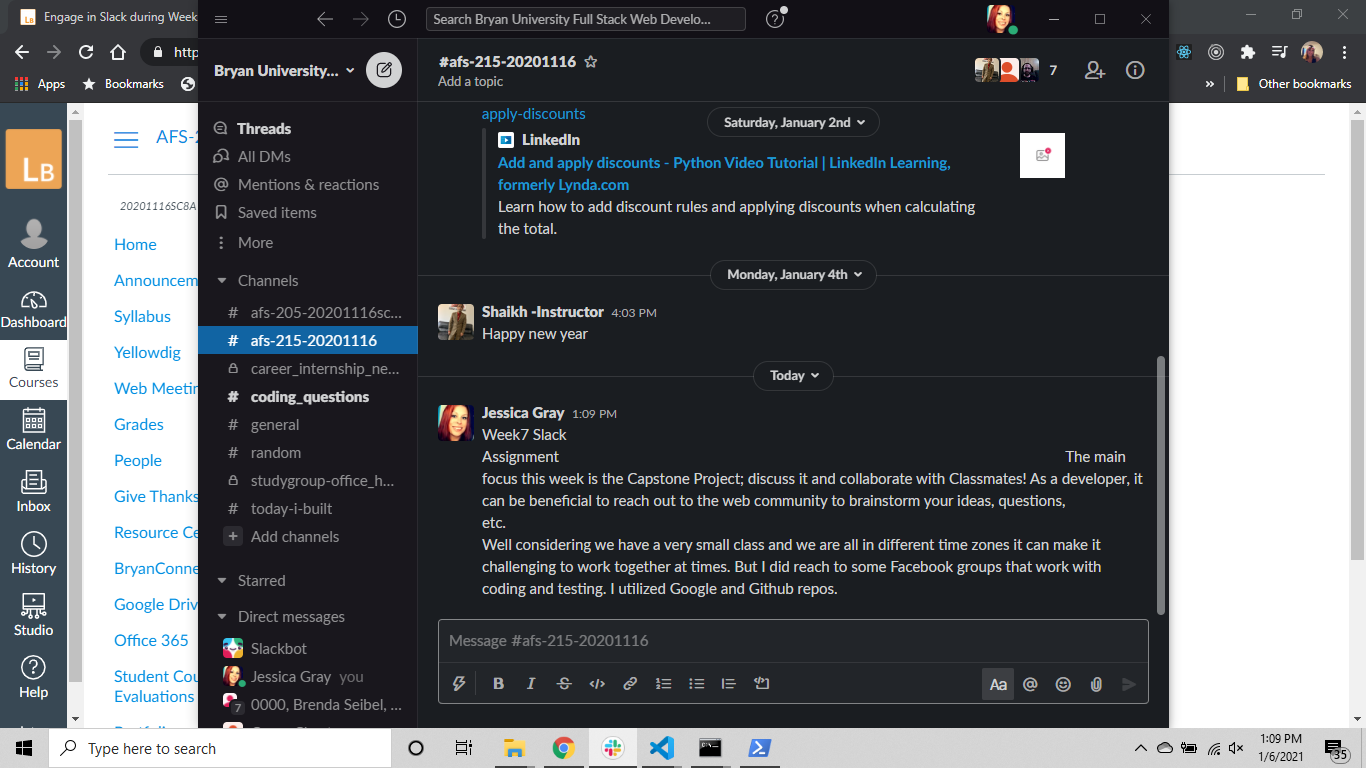 Engage in Slack during Week
Search Bryan University Full Stack Web Develo...
http
Apps
Bookmarks
»
Other bookmarks
Bryan University...
#afs-215-20201116
Add a topic
7
LB
Account
Dashboard
Courses
Calendar
Inbox
History
Studio
Help
AFS-2
20201116SC8A
Home
Announcem
Syllabus
Yellowdig
Web Meetin
Grades
People
Give Thanks
Resource Ce
BryanConne
Google Driv
Office 365
Student Cou
Evaluations
Threads
All DMs
Mentions & reactions
Saved items
More
Channels
# afs-205-20201116sc...
# afs-215-20201116
career_internship_ne...
# coding_questions
# general
# random
studygroup-office_h...
# today-i-built
+ Add channels
Starred
Direct messages
Slackbot
Jessica Gray you
7 0000, Brenda Seibel, ...
apply-discounts
Saturday, January 2nd
LinkedIn
Add and apply discounts - Python Video Tutorial | LinkedIn Learning,
formerly Lynda.com
Learn how to add discount rules and applying discounts when calculating
the total.
Monday, January 4th
Shaikh -Instructor 4:03 PM
Happy new year
Today
Jessica Gray 1:09 PM
Week7 Slack
Assignment The main
focus this week is the Capstone Project; discuss it and collaborate with Classmates! As a developer, it
can be beneficial to reach out to the web community to brainstorm your ideas, questions,
etc.
Well considering we have a very small class and we are all in different time zones it can make it
challenging to work together at times. But I did reach to some Facebook groups that work with
coding and testing. I utilized Google and Github repos.
Message #afs-215-20201116
B I S </> Aa @
Type here to search
1:09 PM
1/6/2021
35